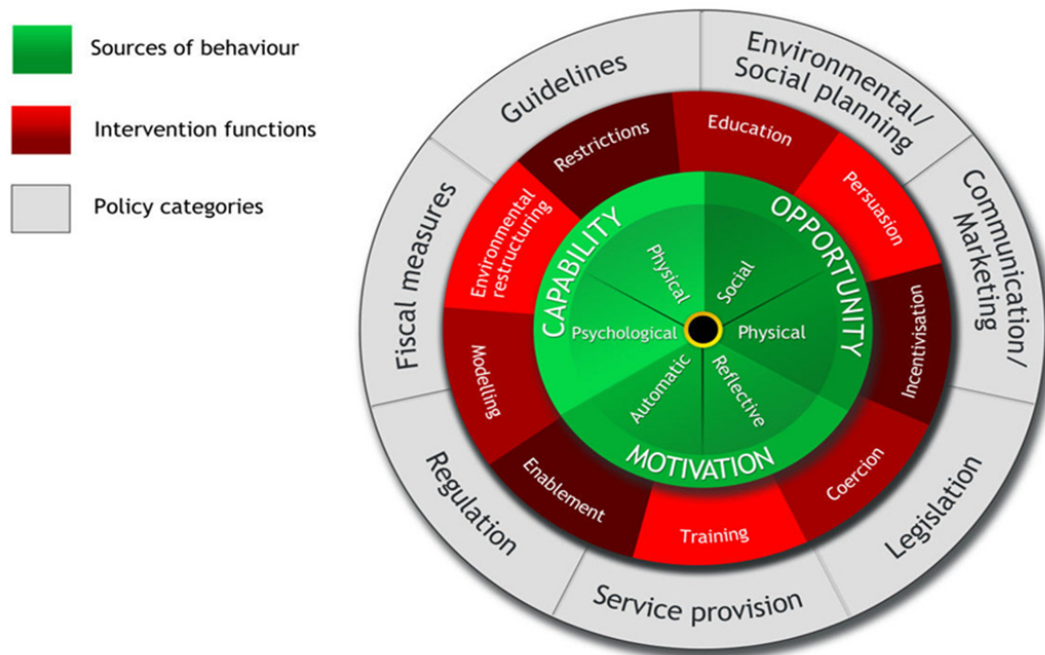 Sources of behaviour
Intervention functions
Policy categories
Guidelines
Environmental/
Social planning
Communication/
Marketing
Legislation
Service provision
Regulation
Fiscal measures
Restrictions
Education
Persuasion
Incentivisation
Coercion
Training
Enablement
Modelling
Environmental
restructuring
CAPABILITY
OPPORTUNITY
MOTIVATION
Physical
Social
Physical
Reflective
Automatic
Psychological